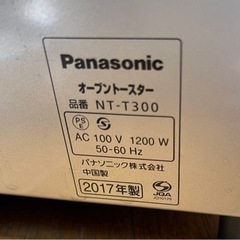 Panasonic
オーブントースター
品番 NT-T300
PS
E
AC 100 V 1200 W
50-60 Hz
パナソニック株式会社
中国製
2017年製
JQA